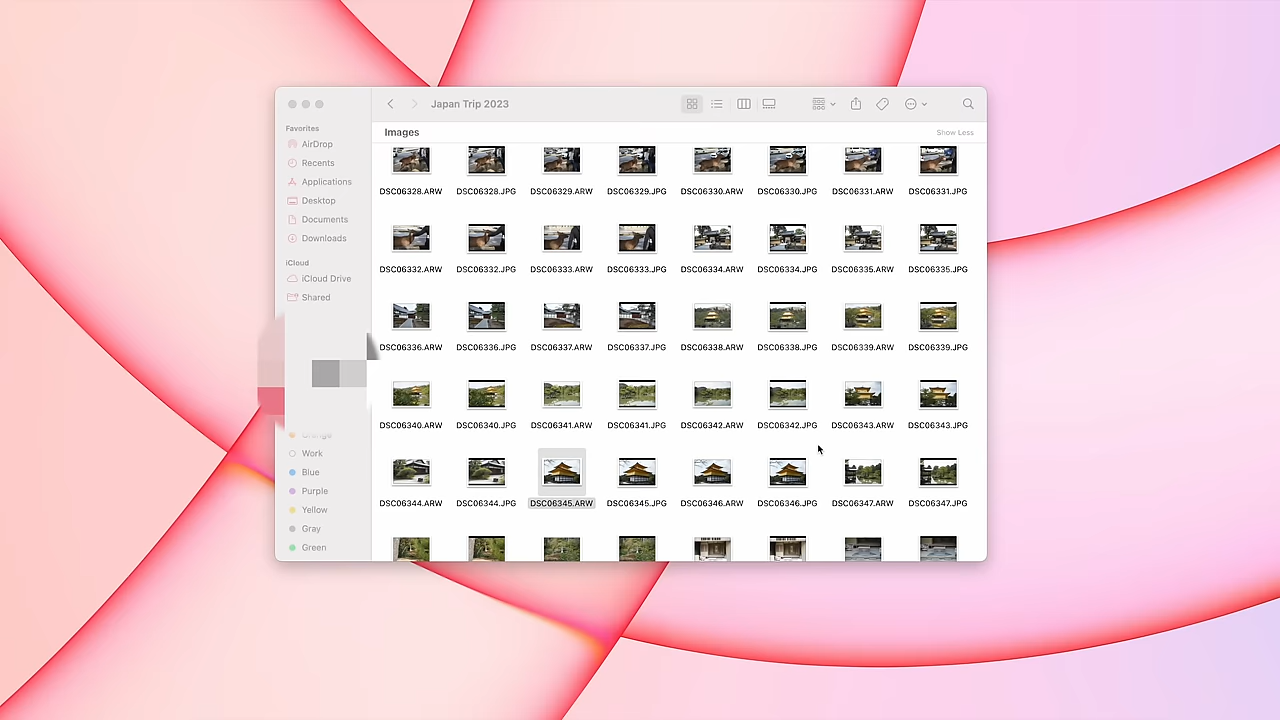 Japan Trip 2023
Favorites
AirDrop
Recents
Applications
Desktop
Documents
Downloads
iCloud
iCloud Drive
Shared
Orange
Work
Blue
Purple
Yellow
Gray
Green
Images
Show Less
DSC06328.ARW DSC06328.JPG DSC06329.ARW DSC06329.JPG DSC06330.ARW DSC06330.JPG DSC06331.ARW DSC06331.JPG
DSC06332.ARW DSC06332.JPG DSC06333.ARW DSC06333.JPG DSC06334.ARW DSC06334.JPG DSC06335.ARW DSC06335.JPG
DSC06336.ARW DSC06336.JPG DSC06337.ARW DSC06337.JPG DSC06338.ARW DSC06338.JPG DSC06339.ARW DSC06339.JPG
DSC06340.ARW DSC06340.JPG DSC06341.ARW DSC06341.JPG DSC06342.ARW DSC06342.JPG DSC06343.ARW DSC06343.JPG
DSC06344.ARW DSC06344.JPG DSC06345.ARW DSC06345.JPG DSC06346.ARW DSC06346.JPG DSC06347.ARW DSC06347.JPG